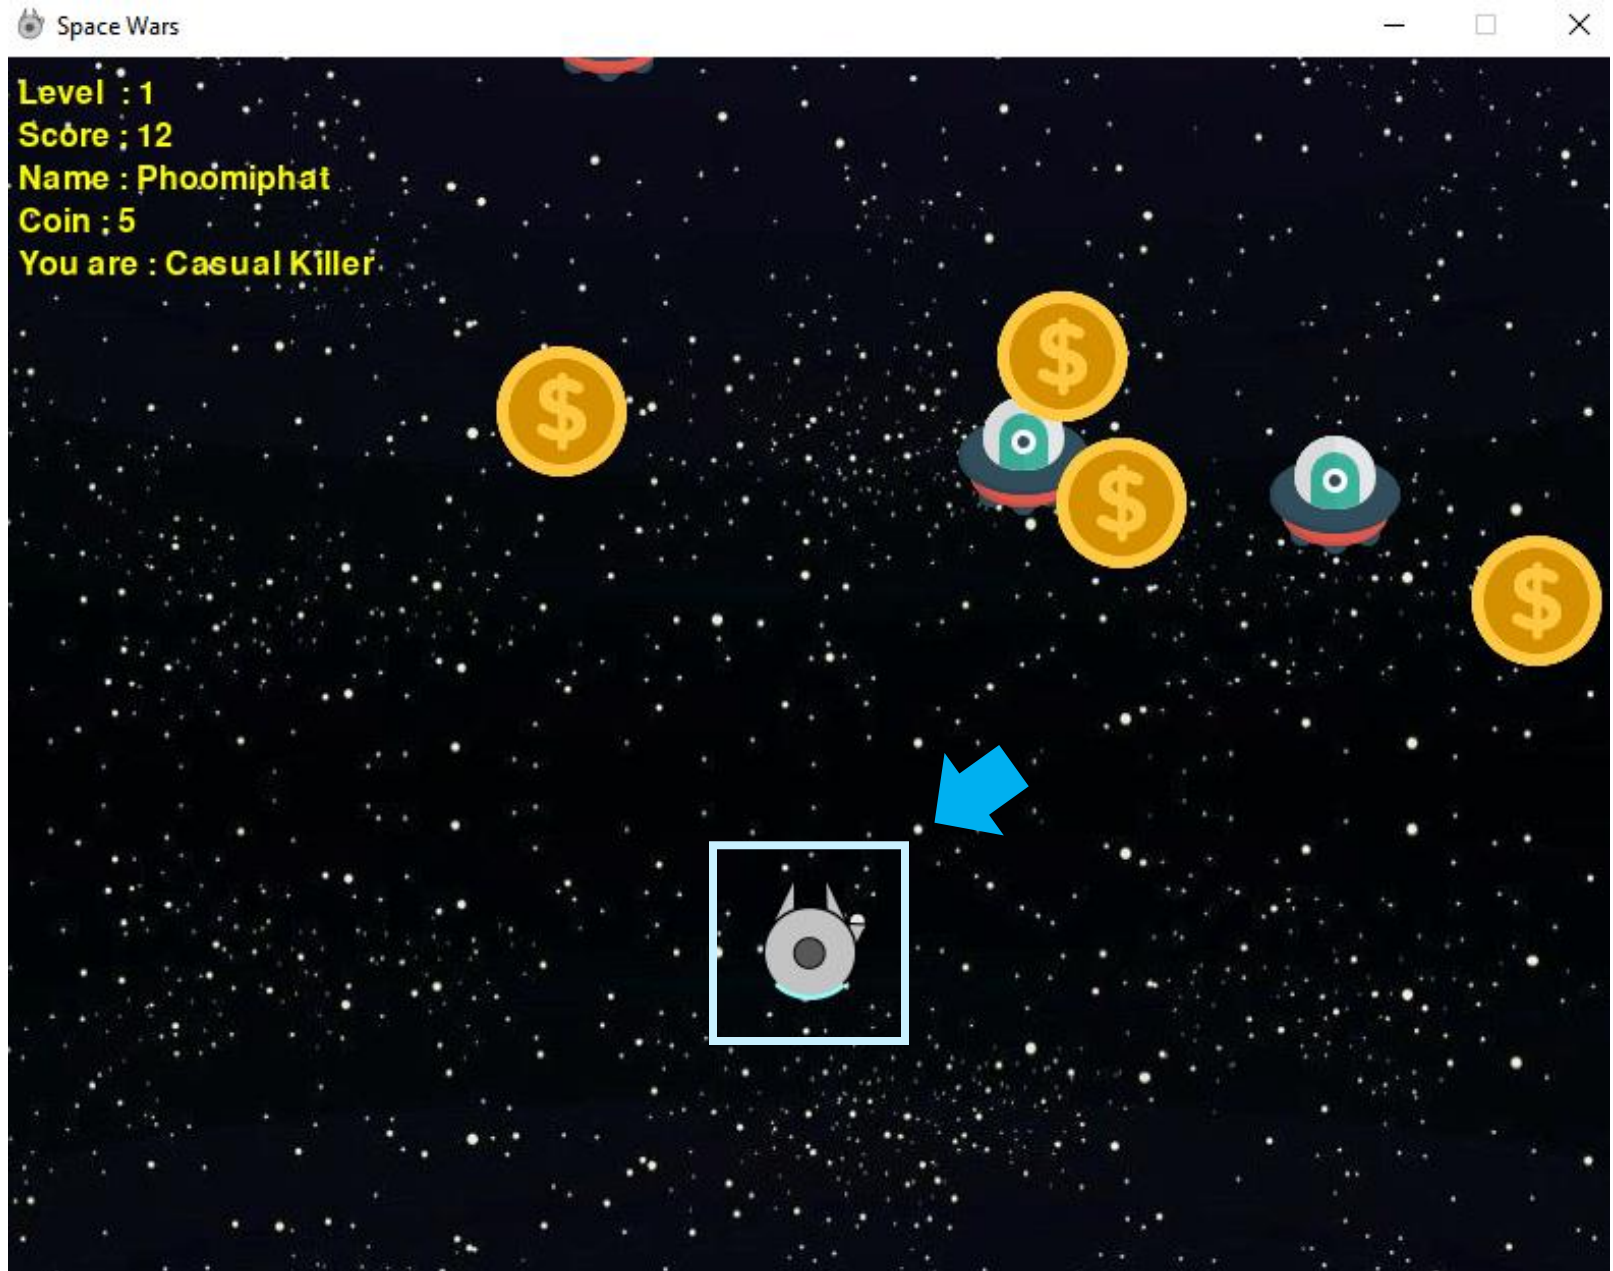 Space Wars
Level : 1
Score : 12
Name : Phoomiphat
Coin : 5
You are : Casual Killer
$
$
$
$